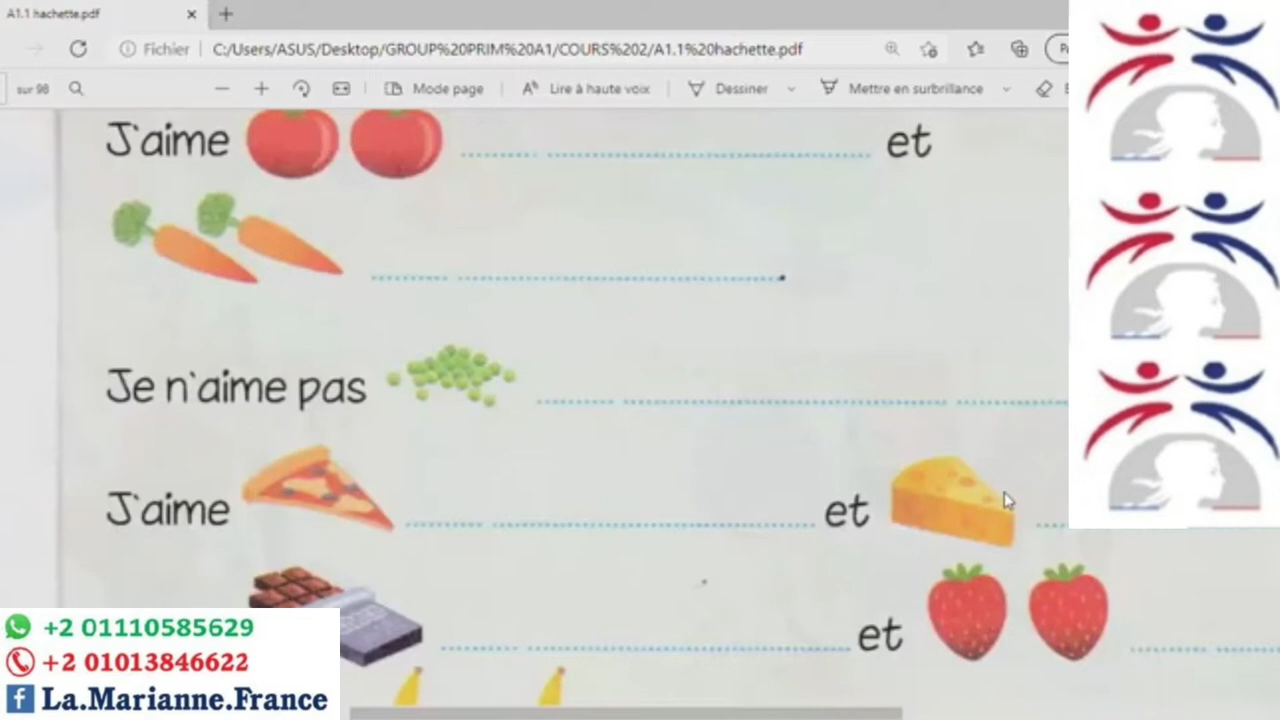 A1.1 hachette.pdf
Fichier C:/Users/ASUS/Desktop/GROUP%20PRIM%20A1/COURS%202/A1.1%20hachette.pdf
sur 98 Mode page Lire à haute voix Dessiner Mettre en surbrillance
J'aime et
Je n'aime pas
J'aime et
et
+2 01110585629
+2 01013846622
La.Marianne.France